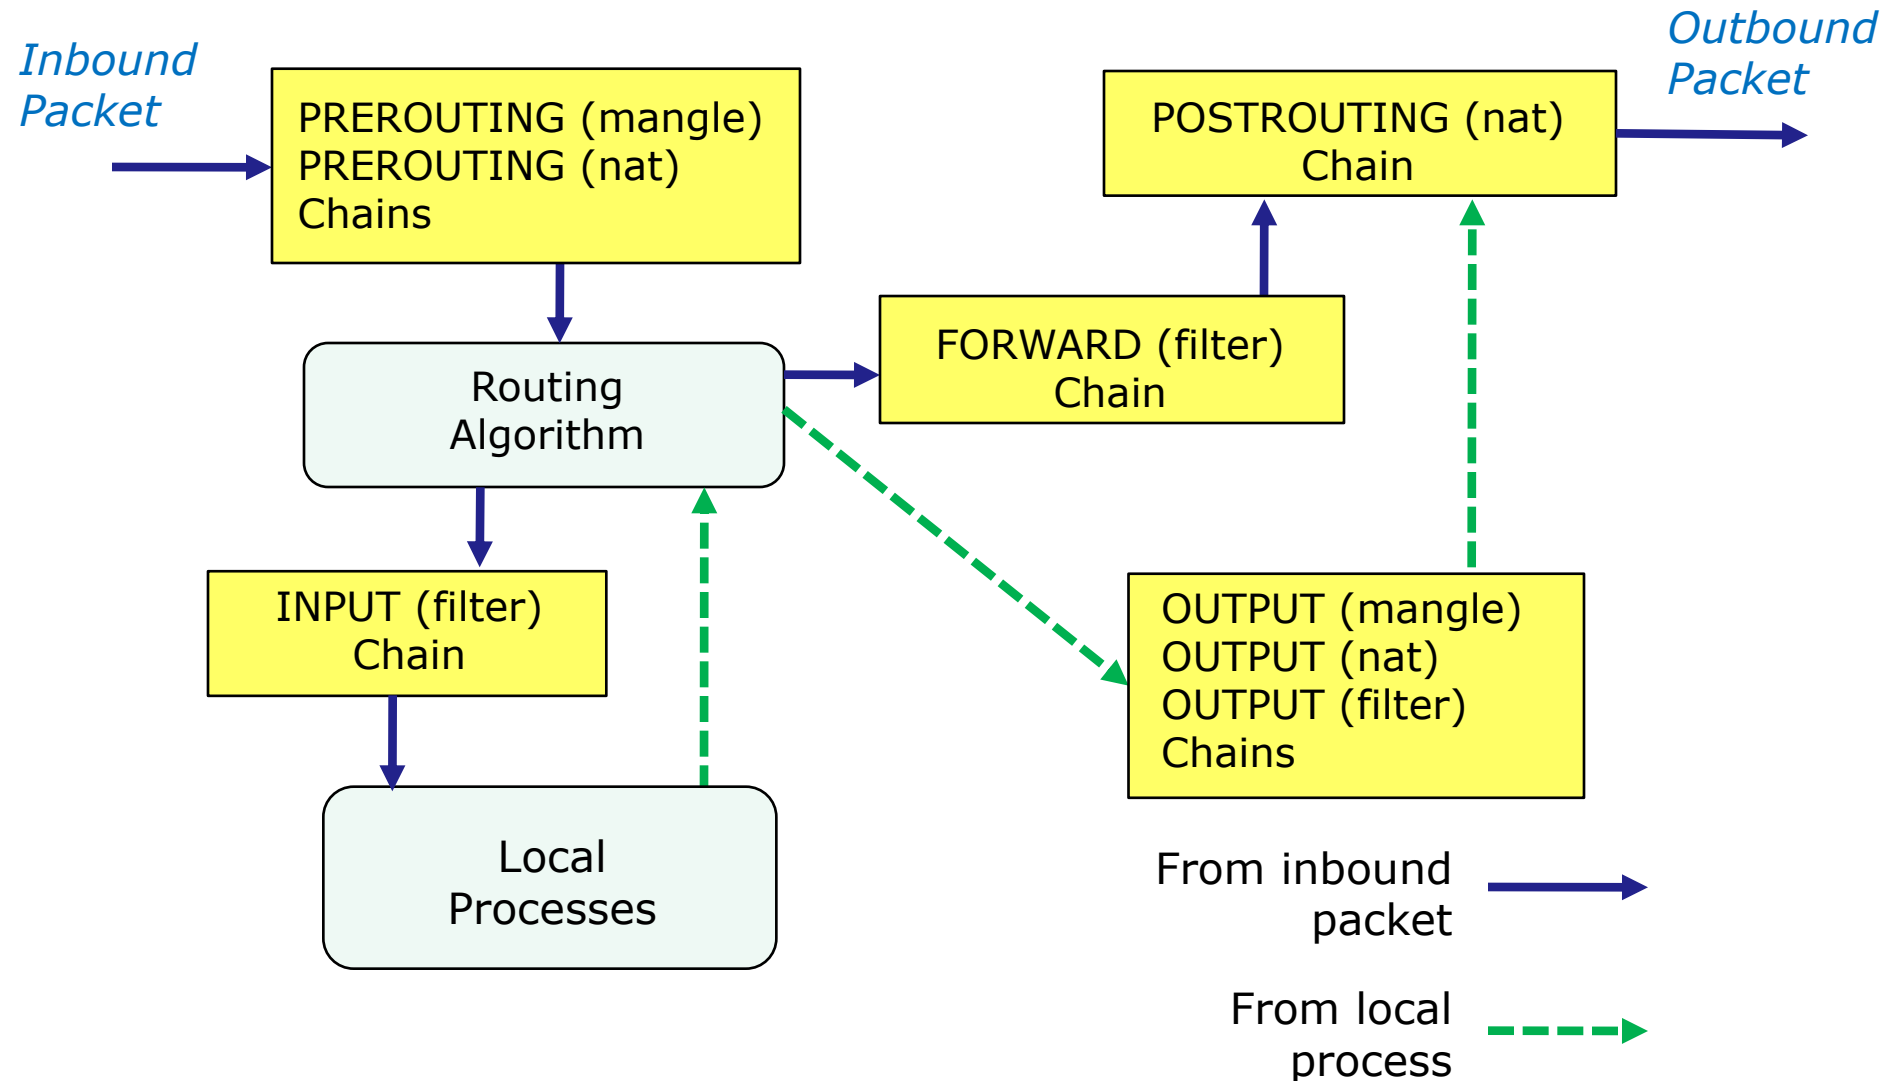 Inbound
Packet
PREROUTING (mangle)
PREROUTING (nat)
Chains
Outbound
Packet
POSTROUTING (nat)
Chain
FORWARD (filter)
Chain
Routing
Algorithm
INPUT (filter)
Chain
OUTPUT (mangle)
OUTPUT (nat)
OUTPUT (filter)
Chains
Local
Processes
From inbound
packet
From local
process